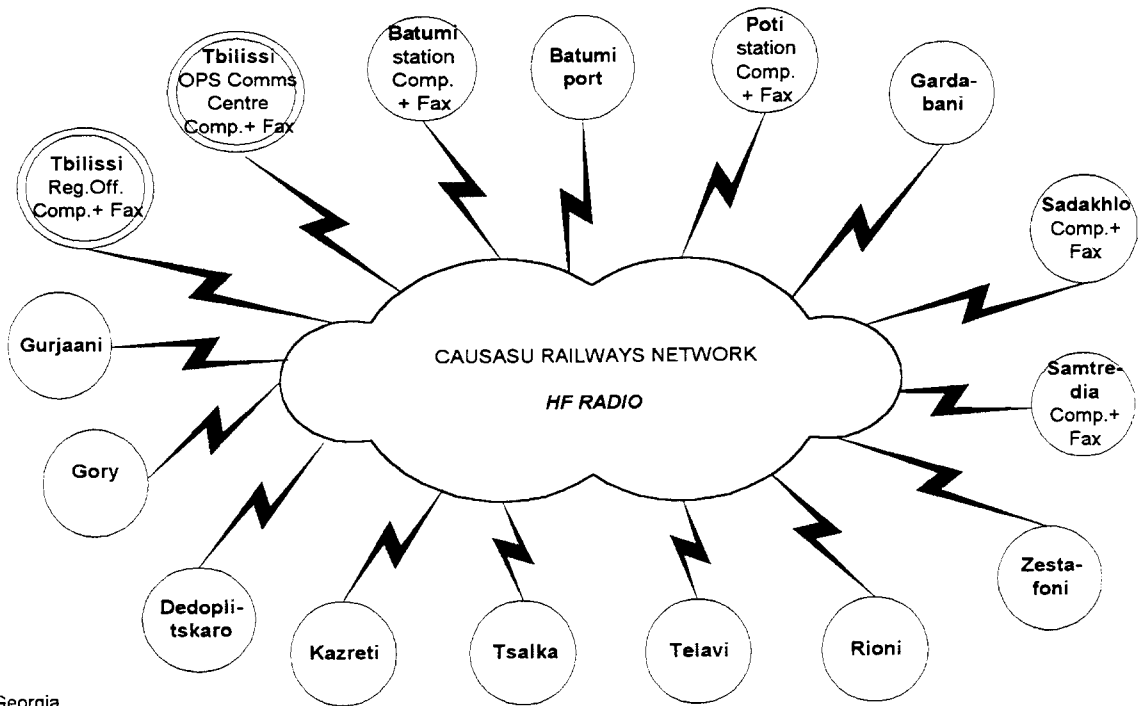 Tbilissi
OPS Comms
Centre
Comp.+ Fax
Batumi
station
Comp.
+ Fax
Batumi
port
Poti
station
Comp.
+ Fax
Garda-
bani
Tbilissi
Reg.Off.
Comp.+ Fax
Sadakhlo
Comp.+
Fax
Gurjaani
CAUSASU RAILWAYS NETWORK
HF RADIO
Samtre-
dia
Comp.+
Fax
Gory
Zesta-
foni
Dedopli-
tskaro
Kazreti
Tsalka
Telavi
Rioni
Georgia